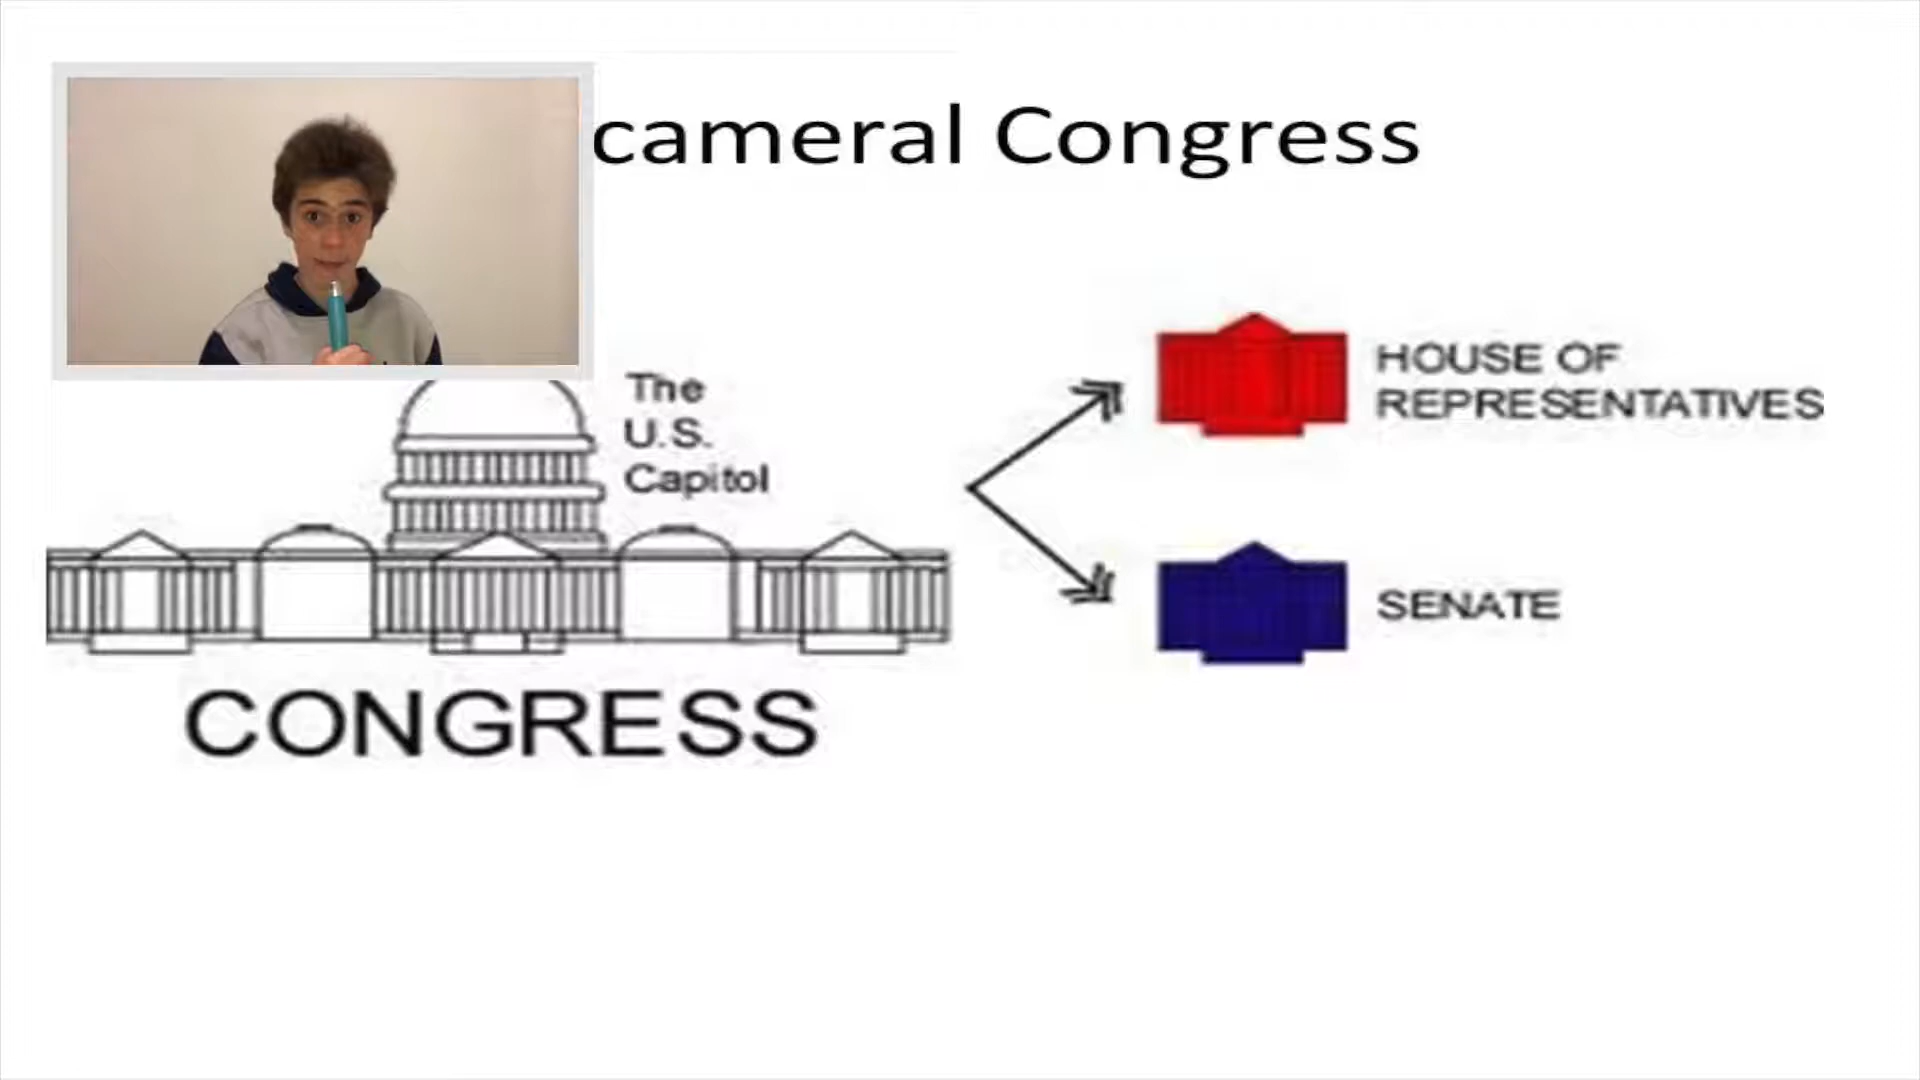 cameral Congress
The
U.S.
Capitol
HOUSE OF
REPRESENTATIVES
SENATE
CONGRESS